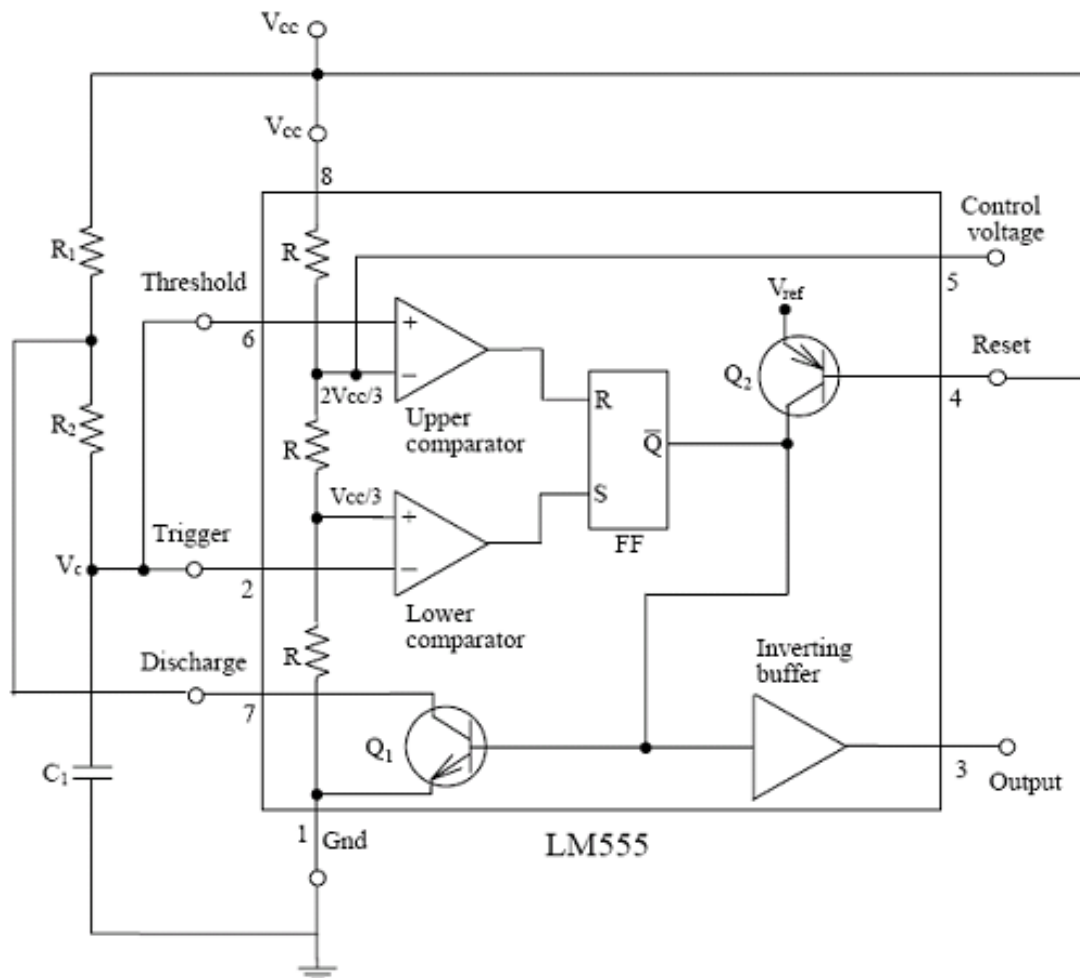 Vcc
Vcc
8
Control
voltage
R₁
R
Threshold
5
Vref
6
+
−
Reset
Q₂
2Vcc/3
4
R₂
Upper
comparator
R
R
Q̅
Vcc/3
S
Trigger
+
FF
Vc
−
2
Lower
comparator
R
Inverting
buffer
Discharge
7
Q₁
C₁
3
Output
1
Gnd
LM555